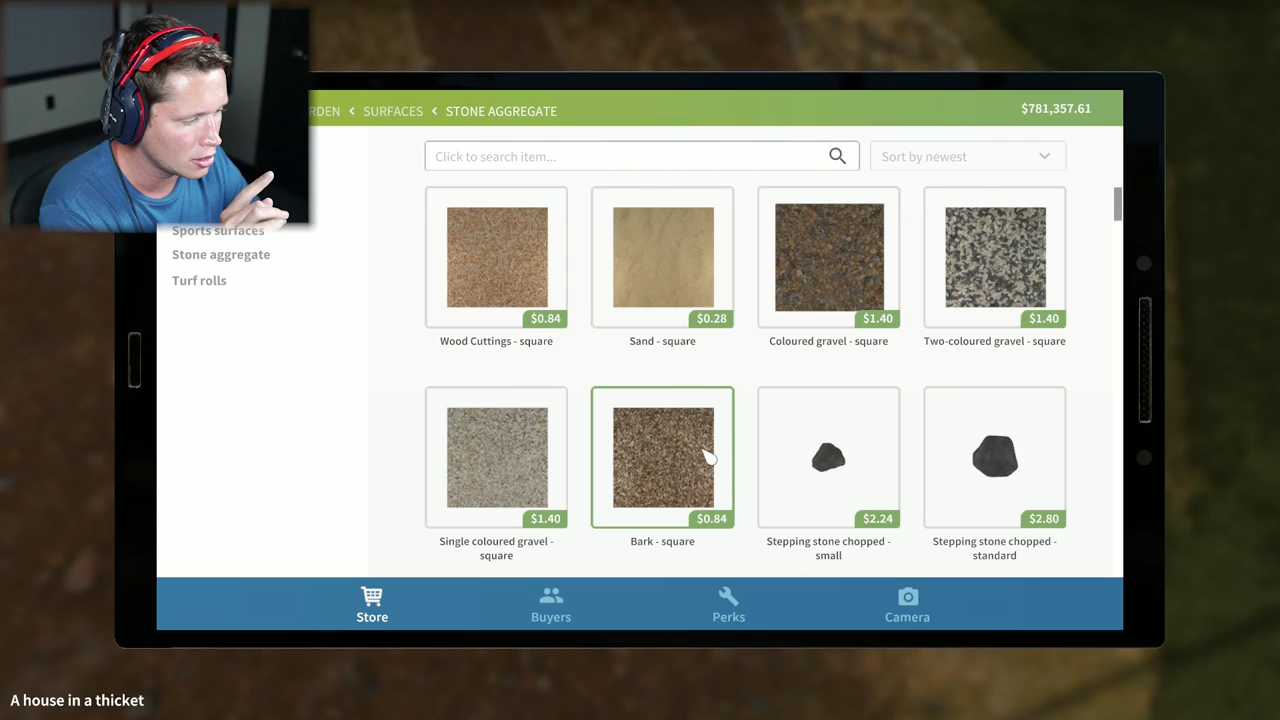 RDEN < SURFACES < STONE AGGREGATE
$781,357.61
Click to search item...
Sort by newest
Sports surfaces
Stone aggregate
Turf rolls
$0.84
$0.28
$1.40
$1.40
Wood Cuttings - square
Sand - square
Coloured gravel - square
Two-coloured gravel - square
$1.40
$0.84
$2.24
$2.80
Single coloured gravel -
square
Bark - square
Stepping stone chopped -
small
Stepping stone chopped -
standard
Store
Buyers
Perks
Camera
A house in a thicket